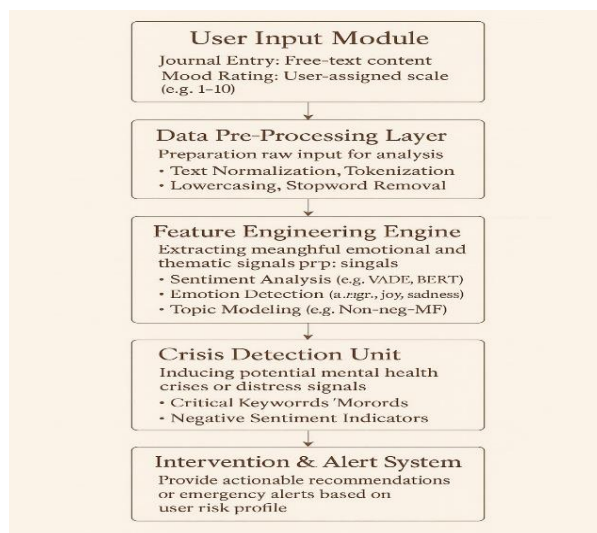 User Input Module
Journal Entry: Free-text content
Mood Rating: User-assigned scale
(e.g. 1–10)
Data Pre-Processing Layer
Preparation raw input for analysis
• Text Normalization, Tokenization
• Lowercasing, Stopword Removal
Feature Engineering Engine
Extracting meanghful emotional and
thematic signals singals
• Sentiment Analysis (e.g. VADE, BERT)
• Emotion Detection joy, sadness)
• Topic Modeling (e.g. Non-neg-MF)
Crisis Detection Unit
Inducing potential mental health
crises or distress signals
• Critical Keyworrds 'Morords
• Negative Sentiment Indicators
Intervention & Alert System
Provide actionable recommendations
or emergency alerts based on
user risk profile